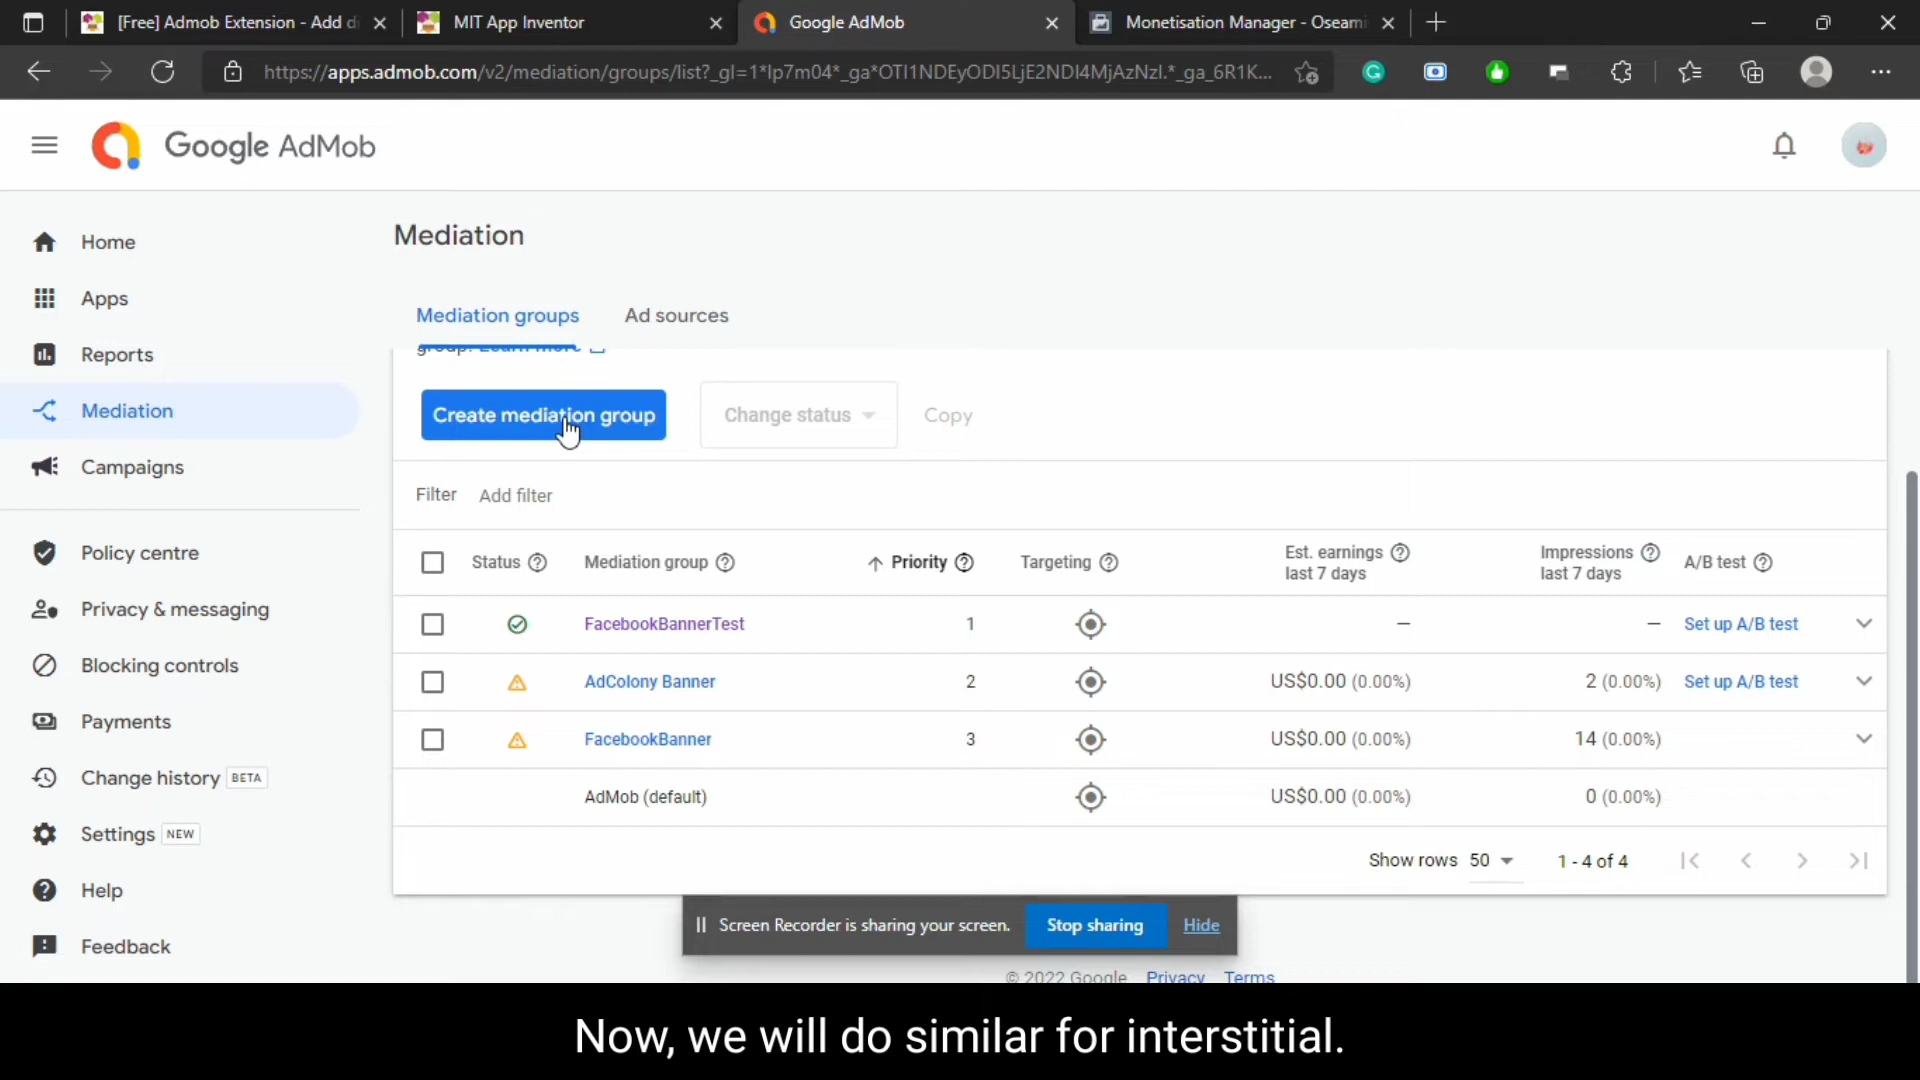 [Free] Admob Extension - Add di
MIT App Inventor
Google AdMob
Monetisation Manager - Oseami
https://apps.admob.com/v2/mediation/groups/list?_gl=1*lp7m04*_ga*OTI1NDEyODI5LjE2NDI4MjAzNzI.*_ga_6R1K...
Google AdMob
Home
Apps
Reports
Mediation
Campaigns
Policy centre
Privacy & messaging
Blocking controls
Payments
Change history BETA
Settings NEW
Help
Feedback
Mediation
Mediation groups Ad sources
group. Learn more
Create mediation group Change status Copy
Filter Add filter
Status Mediation group Priority Targeting Est. earnings last 7 days Impressions last 7 days A/B test
FacebookBannerTest 1 — — Set up A/B test
AdColony Banner 2 US$0.00 (0.00%) 2 (0.00%) Set up A/B test
FacebookBanner 3 US$0.00 (0.00%) 14 (0.00%)
AdMob (default) US$0.00 (0.00%) 0 (0.00%)
Show rows 50 1 - 4 of 4
Screen Recorder is sharing your screen. Stop sharing Hide
© 2022 Google Privacy Terms
Now, we will do similar for interstitial.